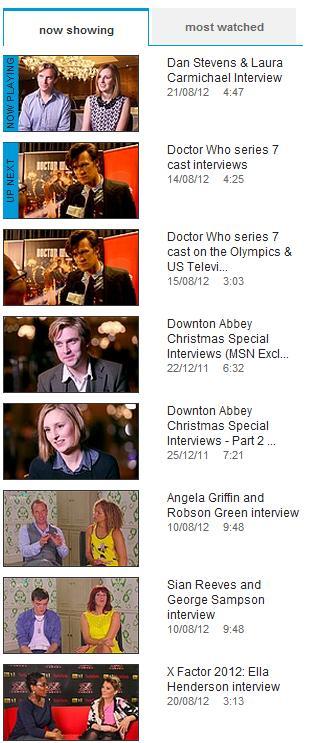 now showing
most watched
NOW PLAYING
Dan Stevens & Laura
Carmichael Interview
21/08/12 4:47
UP NEXT
Doctor Who series 7
cast interviews
14/08/12 4:25
Doctor Who series 7
cast on the Olympics &
US Televi...
15/08/12 3:03
Downton Abbey
Christmas Special
Interviews (MSN Excl...
22/12/11 6:32
Downton Abbey
Christmas Special
Interviews - Part 2 ...
25/12/11 7:21
Angela Griffin and
Robson Green interview
10/08/12 9:48
Sian Reeves and
George Sampson
interview
10/08/12 9:48
X Factor 2012: Ella
Henderson interview
20/08/12 3:13